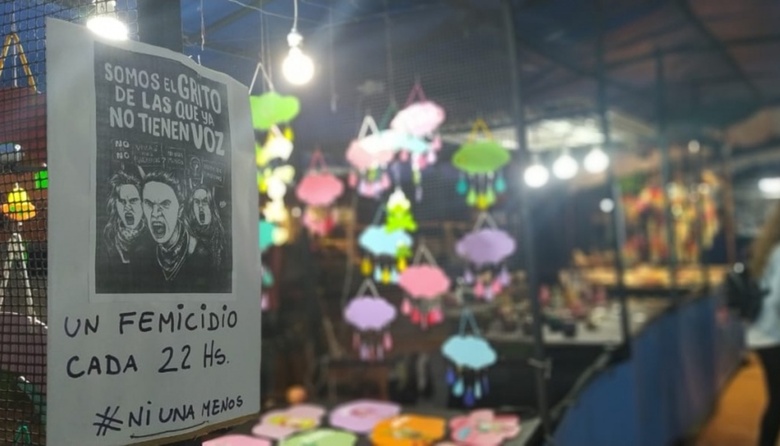 SOMOS EL GRITO
DE LAS QUE YA
NO TIENEN VOZ
UN FEMICIDIO
CADA 22 Hs.
#NI UNA MENOS